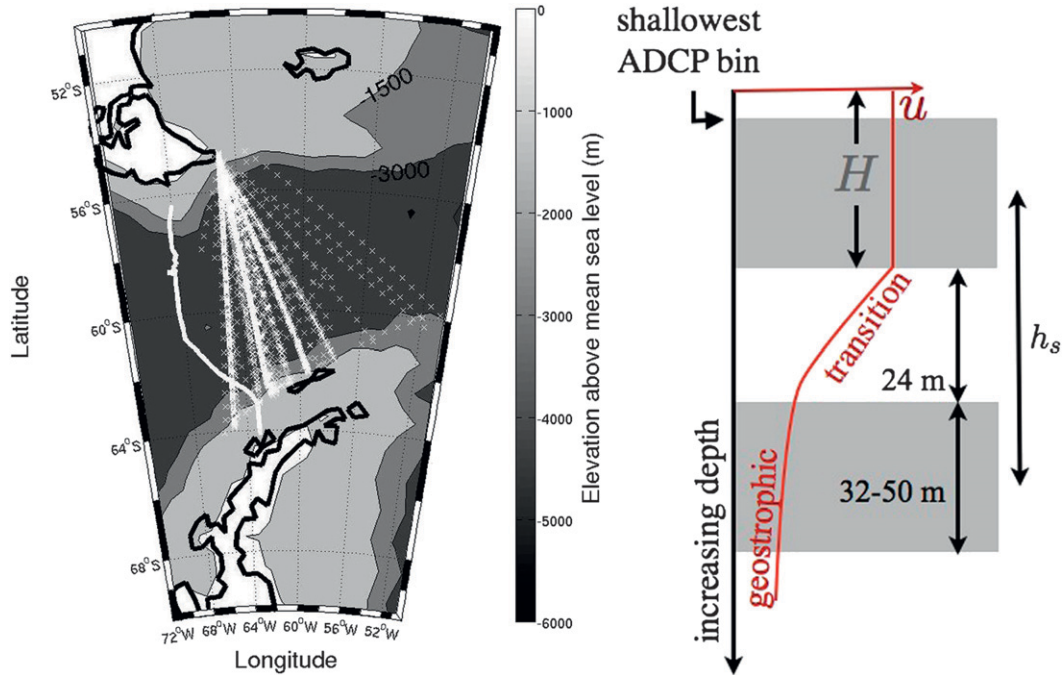 52°S
56°S
60°S
64°S
68°S
Latitude
72°W 68°W 64°W 60°W 56°W 52°W
Longitude
-1500
-3000
0
-1000
-2000
-3000
-4000
-5000
-6000
Elevation above mean sea level (m)
shallowest
ADCP bin
u
H
transition
24 m
h_s
32-50 m
geostrophic
increasing depth